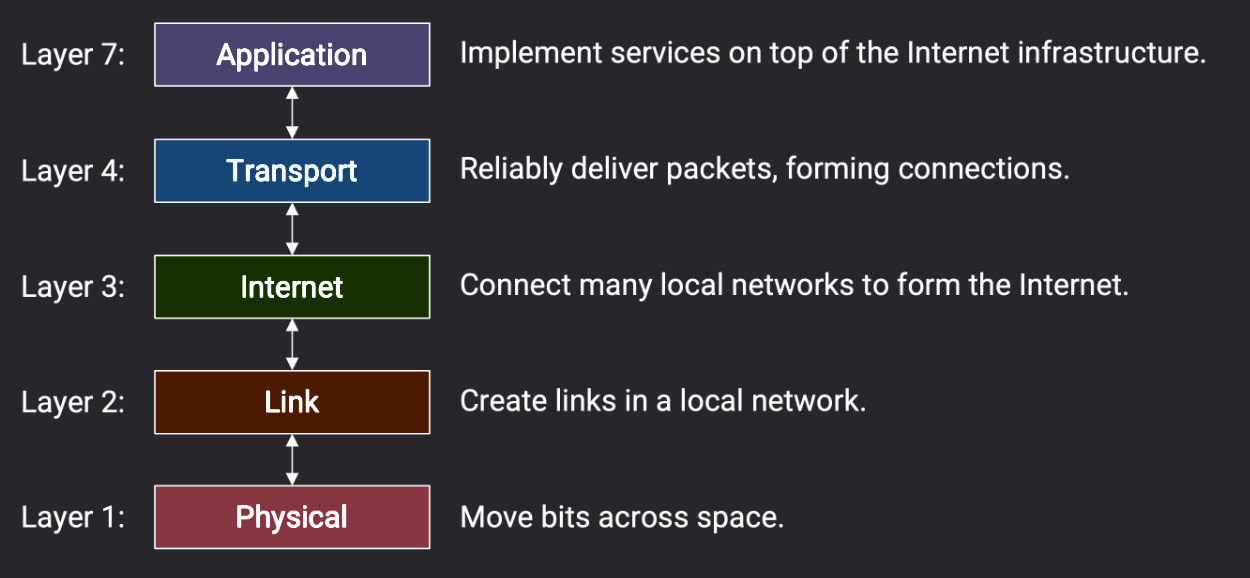 Layer 7: Application Implement services on top of the Internet infrastructure.
Layer 4: Transport Reliably deliver packets, forming connections.
Layer 3: Internet Connect many local networks to form the Internet.
Layer 2: Link Create links in a local network.
Layer 1: Physical Move bits across space.